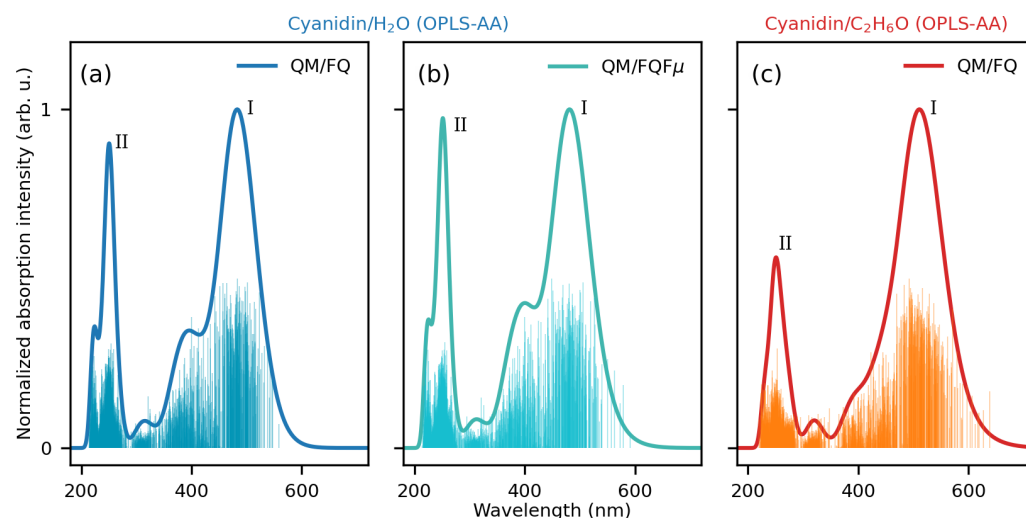 Cyanidin/H₂O (OPLS-AA)
Cyanidin/C₂H₆O (OPLS-AA)
Normalized absorption intensity (arb. u.)
1
0
(a)
QM/FQ
II
I
200
400
600
(b)
QM/FQFμ
II
I
200
400
600
(c)
QM/FQ
II
I
200
400
600
Wavelength (nm)